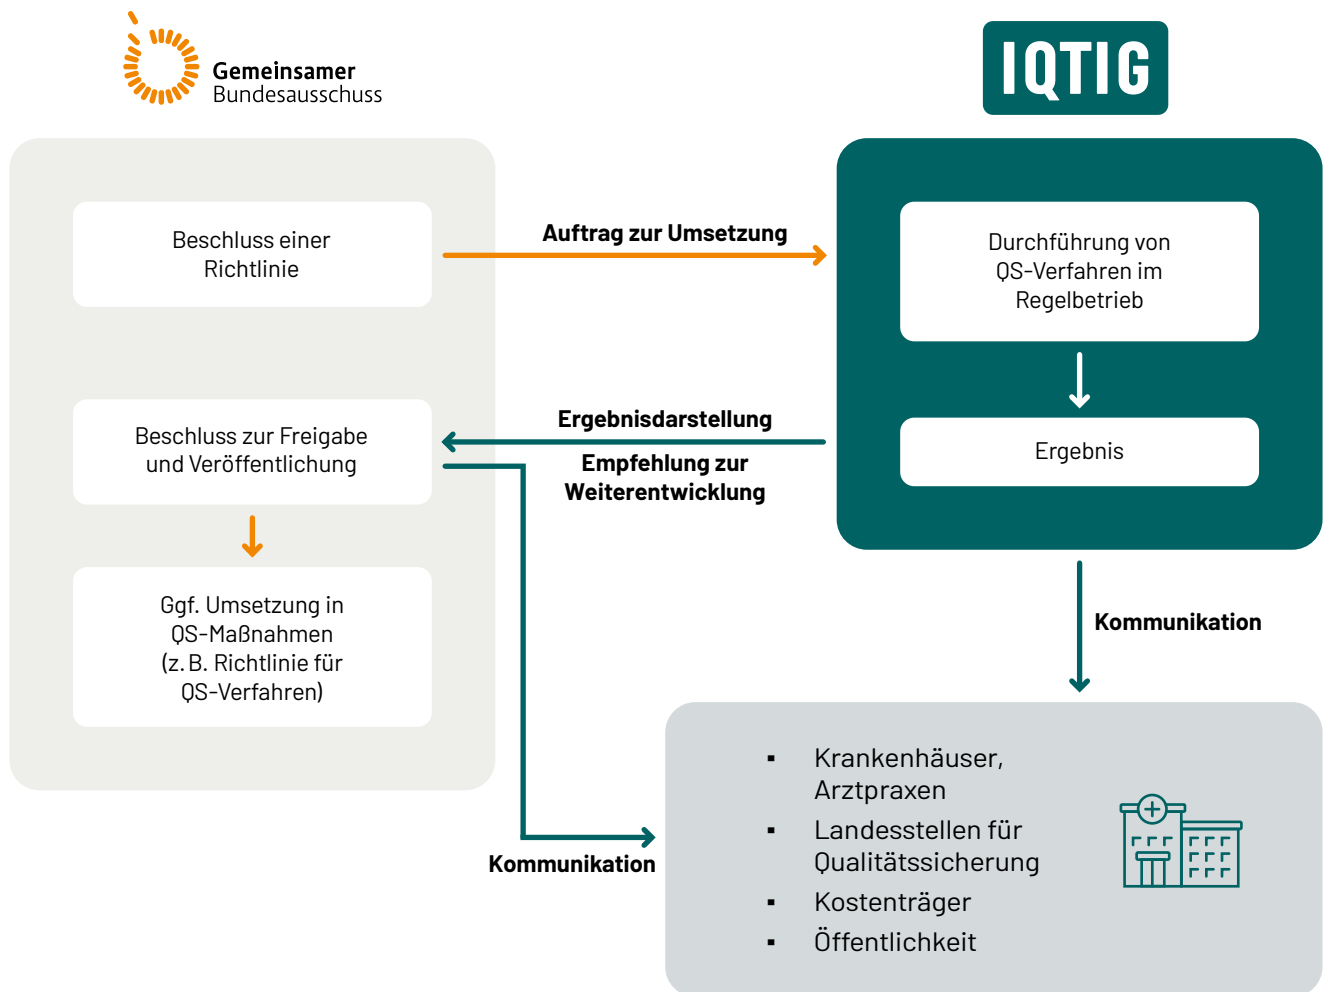 Gemeinsamer
Bundesausschuss
IQTIG
Beschluss einer
Richtlinie
Auftrag zur Umsetzung
Durchführung von
QS-Verfahren im
Regelbetrieb
Beschluss zur Freigabe
und Veröffentlichung
Ergebnisdarstellung
Empfehlung zur
Weiterentwicklung
Ergebnis
Ggf. Umsetzung in
QS-Maßnahmen
(z. B. Richtlinie für
QS-Verfahren)
Kommunikation
Kommunikation
▪ Krankenhäuser,
Arztpraxen
▪ Landesstellen für
Qualitätssicherung
▪ Kostenträger
▪ Öffentlichkeit